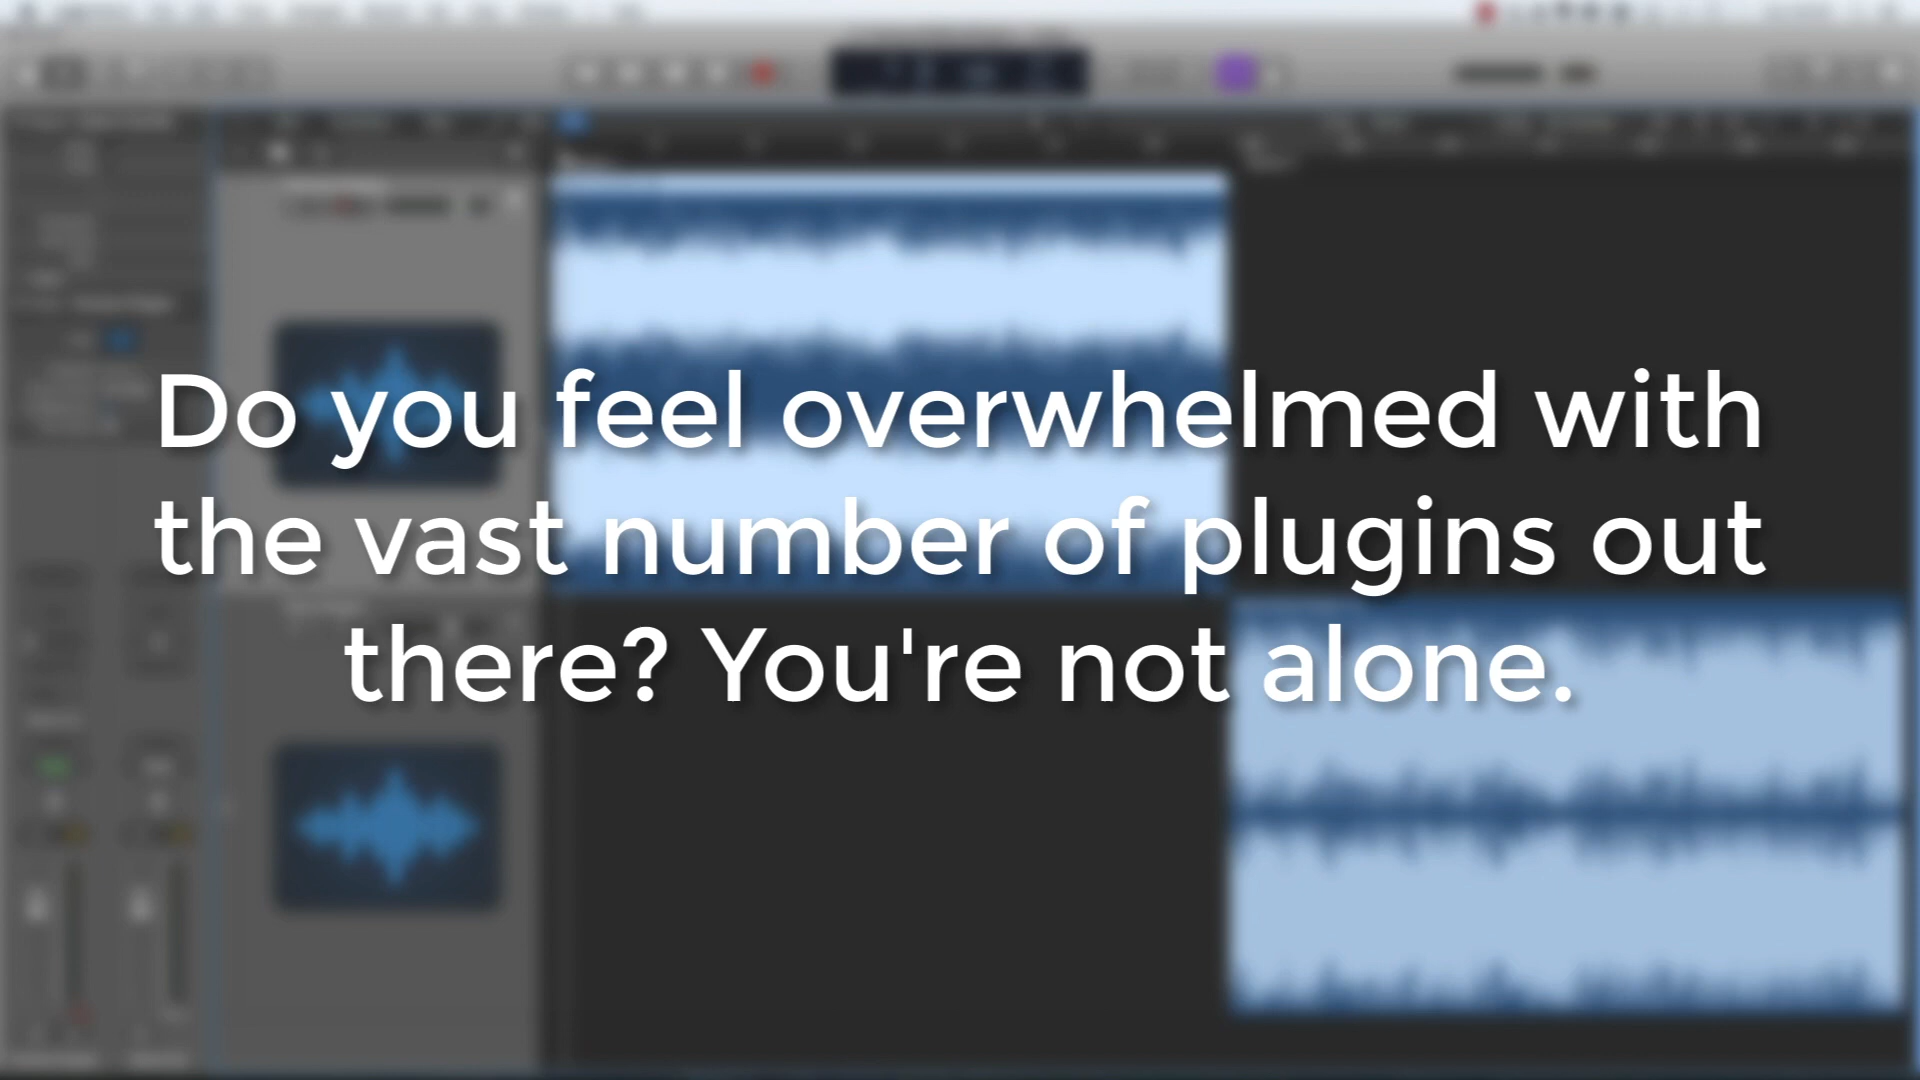 Do you feel overwhelmed with
the vast number of plugins out
there? You're not alone.